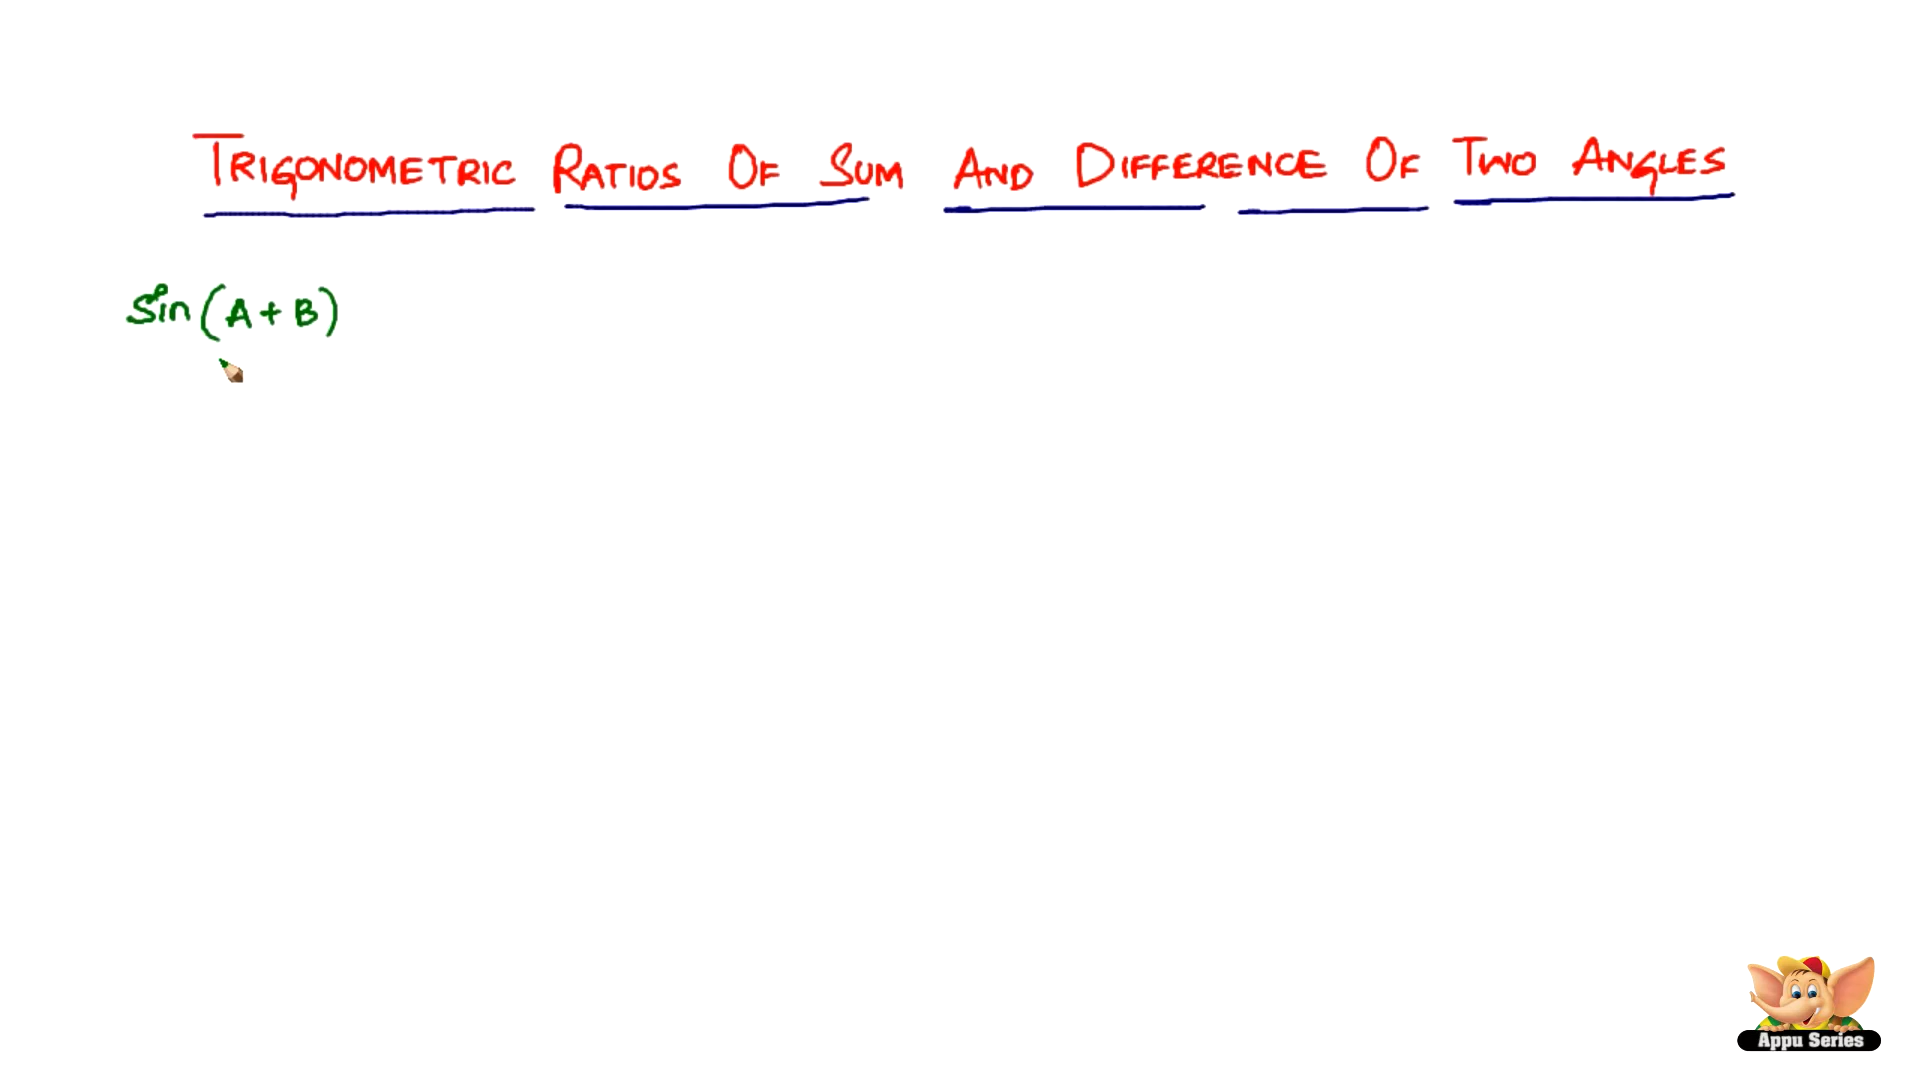 TRIGONOMETRIC RATIOS OF SUM AND DIFFERENCE OF TWO ANGLES
Sin (A + B)
Appu Series